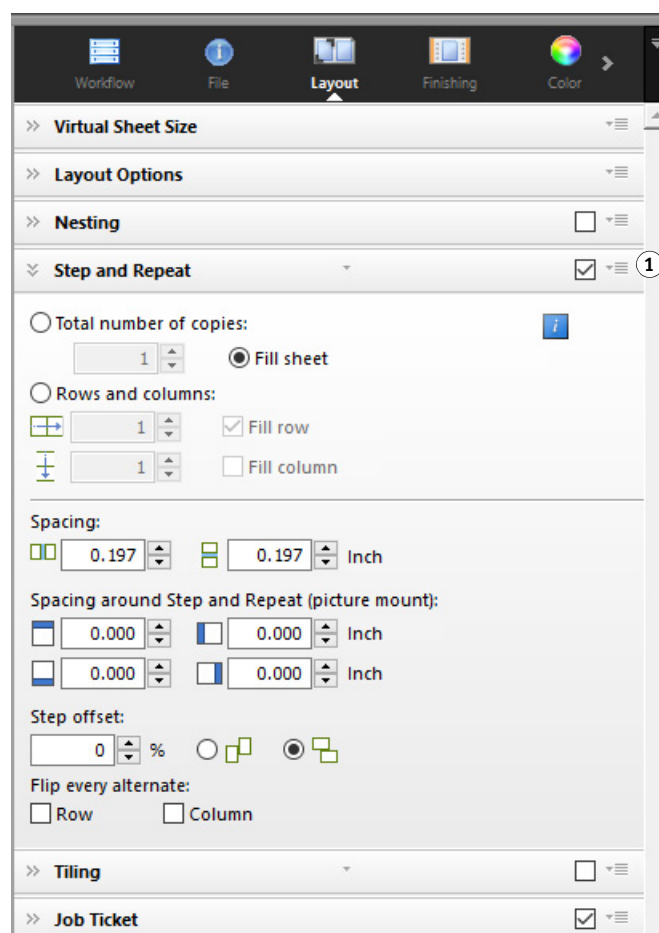 Workflow File Layout Finishing Color
Virtual Sheet Size
Layout Options
Nesting
Step and Repeat 1
Total number of copies: i
1 Fill sheet
Rows and columns:
1 Fill row
1 Fill column
Spacing:
0.197 0.197 Inch
Spacing around Step and Repeat (picture mount):
0.000 0.000 Inch
0.000 0.000 Inch
Step offset:
0 %
Flip every alternate:
Row Column
Tiling
Job Ticket